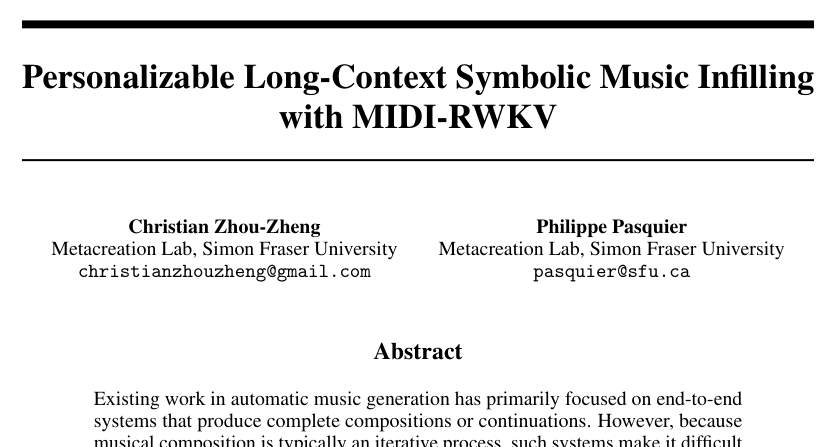 Personalizable Long-Context Symbolic Music Infilling
with MIDI-RWKV
Christian Zhou-Zheng
Metacreation Lab, Simon Fraser University
christianzhouzheng@gmail.com
Philippe Pasquier
Metacreation Lab, Simon Fraser University
pasquier@sfu.ca
Abstract
Existing work in automatic music generation has primarily focused on end-to-end
systems that produce complete compositions or continuations. However, because
musical composition is typically an iterative process, such systems make it difficult